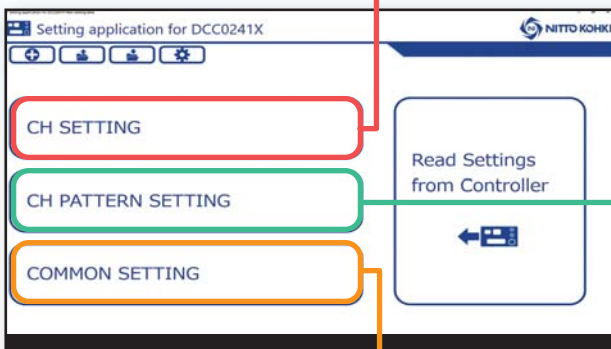 Setting application for DCC0241X
NITTO KOHKI
CH SETTING
CH PATTERN SETTING
COMMON SETTING
Read Settings
from Controller